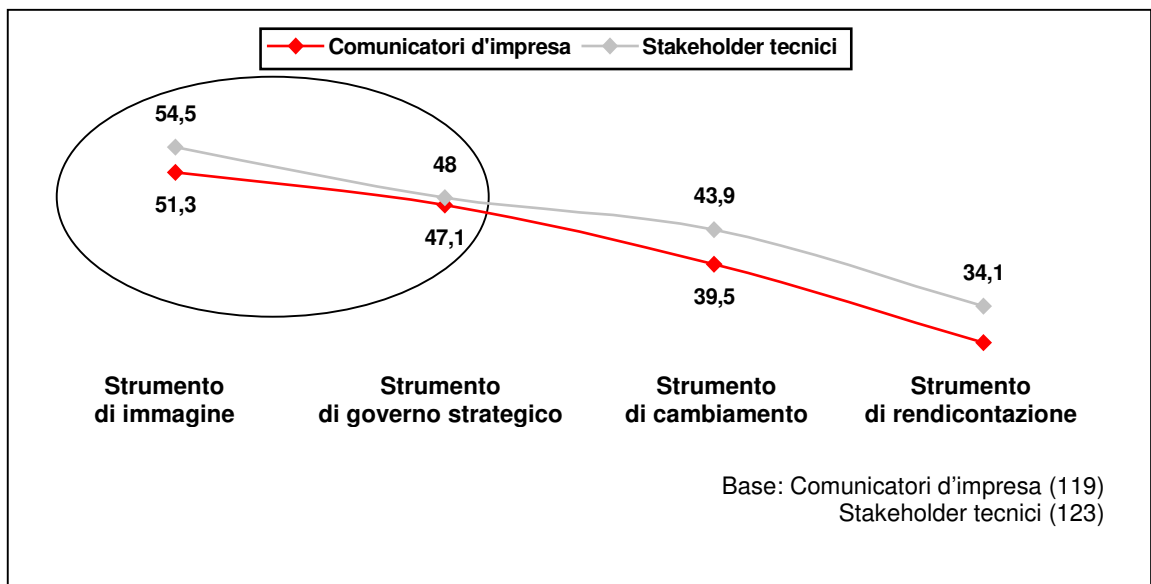 Comunicatori d'impresa Stakeholder tecnici
54,5
51,3
48
47,1
43,9
39,5
34,1
Strumento
di immagine
Strumento
di governo strategico
Strumento
di cambiamento
Strumento
di rendicontazione
Base: Comunicatori d’impresa (119)
Stakeholder tecnici (123)